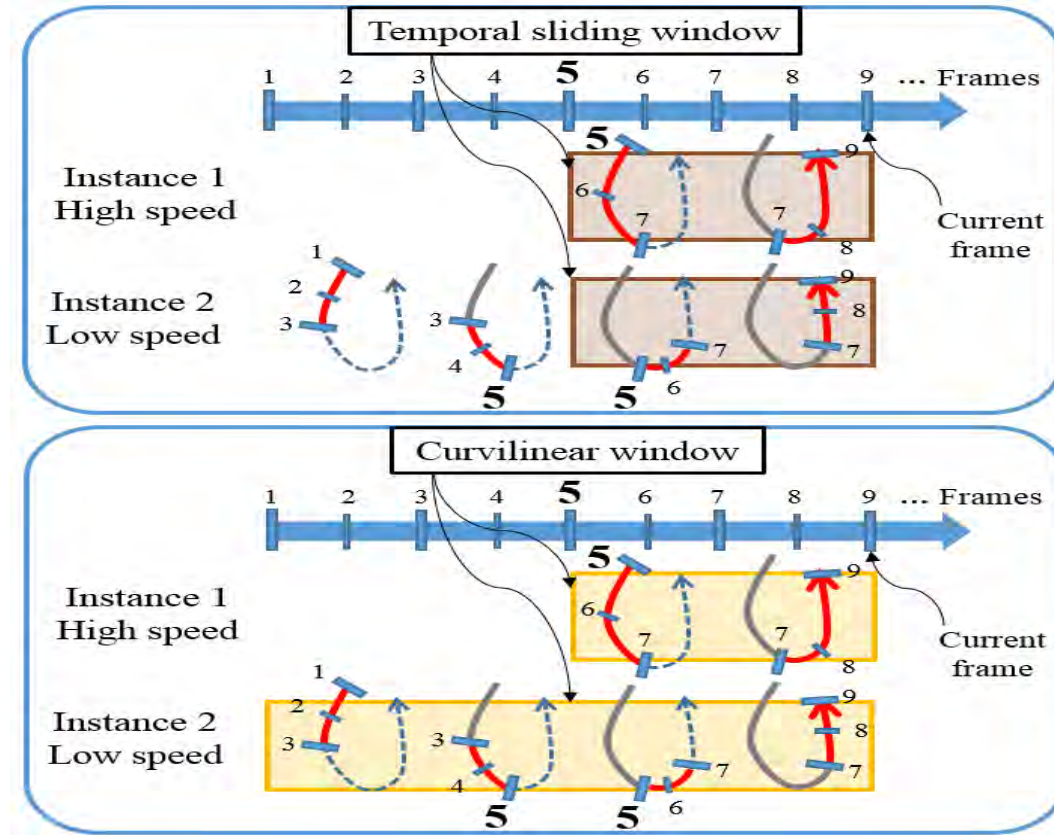 Temporal sliding window
1 2 3 4 5 6 7 8 9 ... Frames
Instance 1
High speed
5 6 7
7 8 9
Current
frame
Instance 2
Low speed
1 2 3
3 4 5
5 6 7
7 8 9
Curvilinear window
1 2 3 4 5 6 7 8 9 ... Frames
Instance 1
High speed
5 6 7
7 8 9
Current
frame
Instance 2
Low speed
1 2 3
3 4 5
5 6 7
7 8 9